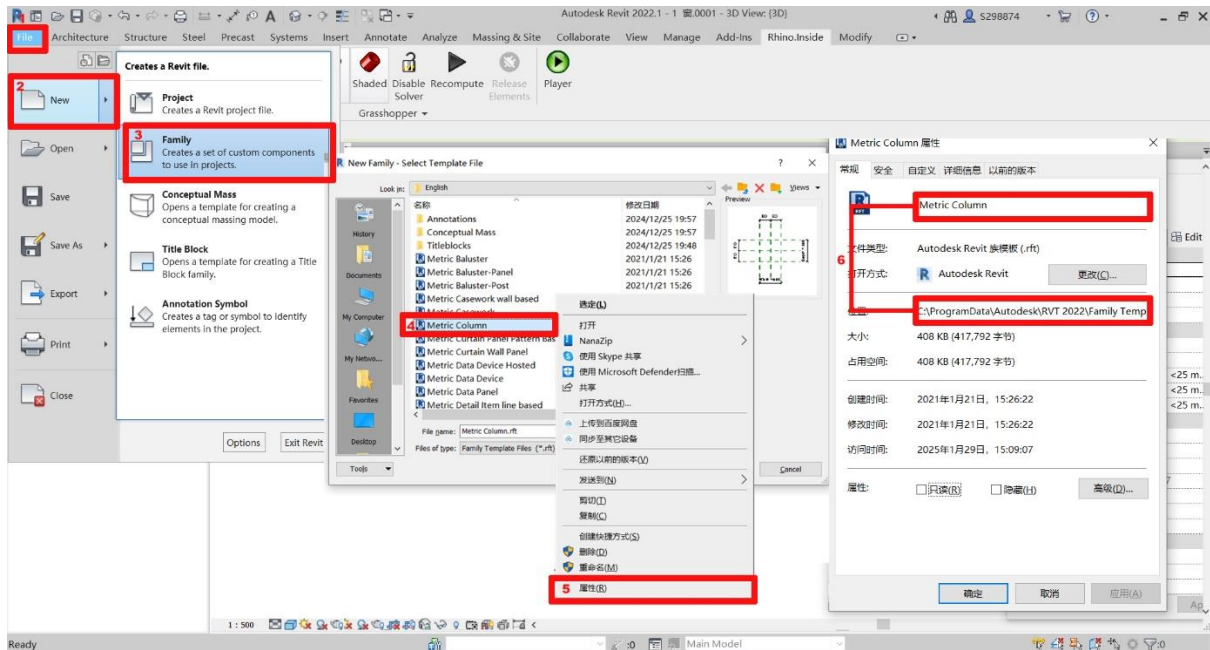 Autodesk Revit 2022.1 - 1 窗.0001 - 3D View: {3D}
S298874
File Architecture Structure Steel Precast Systems Insert Annotate Analyze Massing & Site Collaborate View Manage Add-Ins Rhino.Inside Modify
Creates a Revit file.
2
New
Project
Creates a Revit project file.
3
Family
Creates a set of custom components
to use in projects.
Open
Save
Conceptual Mass
Opens a template for creating a
conceptual massing model.
Save As
Title Block
Opens a template for creating a Title
Block family.
Export
Annotation Symbol
Creates a tag or symbol to identify
elements in the project.
Print
Close
Options
Exit Revit
Shaded Disable Recompute Release Player
Solver Elements
Grasshopper
New Family - Select Template File
Look in: English
Views
Preview
名称 修改日期
Annotations 2024/12/25 19:57
Conceptual Mass 2024/12/25 19:57
Titleblocks 2024/12/25 19:48
Metric Baluster 2021/1/21 15:26
Metric Baluster-Panel 2021/1/21 15:26
Metric Baluster-Post 2021/1/21 15:26
Metric Casework wall based
Metric Casework
4 Metric Column
Metric Curtain Panel Pattern Bas
Metric Curtain Wall Panel
Metric Data Device Hosted
Metric Data Device
Metric Data Panel
Metric Detail Item line based
History
Documents
My Computer
My Netwo...
Favorites
Desktop
File name: Metric Column.rft
Files of type: Family Template Files (*.rft)
Tools
Cancel
选定(L)
打开
NanaZip
使用 Skype 共享
使用 Microsoft Defender扫描...
共享
打开方式(H)...
上传到百度网盘
同步至其它设备
还原以前的版本(V)
发送到(N)
剪切(T)
复制(C)
创建快捷方式(S)
删除(D)
重命名(M)
5 属性(R)
Metric Column 属性
常规 安全 自定义 详细信息 以前的版本
Metric Column
文件类型: Autodesk Revit 族模板 (.rft)
6
打开方式: Autodesk Revit 更改(C)...
C:\ProgramData\Autodesk\RVT 2022\Family Temp
大小: 408 KB (417,792 字节)
占用空间: 408 KB (417,792 字节)
创建时间: 2021年1月21日, 15:26:22
修改时间: 2021年1月21日, 15:26:22
访问时间: 2025年1月29日, 15:09:07
属性: 只读(R) 隐藏(H) 高级(D)...
确定 取消 应用(A)
Edit
<25 m..
<25 m..
<25 m..
Ap
1 : 500
Ready
:0
Main Model
:0